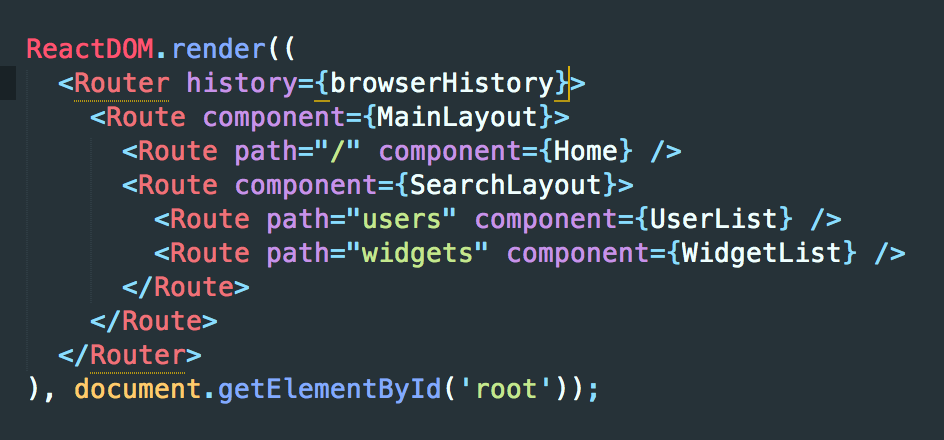 ReactDOM.render((
  <Router history={browserHistory}>
    <Route component={MainLayout}>
      <Route path="/" component={Home} />
      <Route component={SearchLayout}>
        <Route path="users" component={UserList} />
        <Route path="widgets" component={WidgetList} />
      </Route>
    </Route>
  </Router>
), document.getElementById('root'));